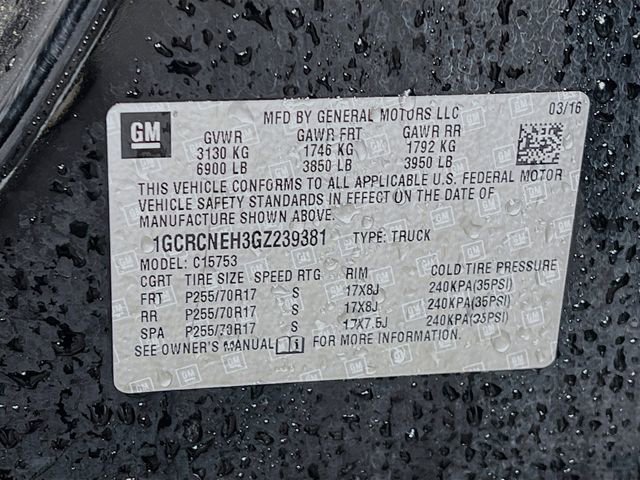 GM
MFD BY GENERAL MOTORS LLC 03/16
GVWR GAWR FRT GAWR RR
3130 KG 1746 KG 1792 KG
6900 LB 3850 LB 3950 LB
THIS VEHICLE CONFORMS TO ALL APPLICABLE U.S. FEDERAL MOTOR
VEHICLE SAFETY STANDARDS IN EFFECT ON THE DATE OF
MANUFACTURE SHOWN ABOVE.
1GCRCNEH3GZ239381 TYPE: TRUCK
MODEL: C15753
CGRT TIRE SIZE SPEED RTG RIM COLD TIRE PRESSURE
FRT P255/70R17 S 17X8J 240KPA(35PSI)
RR P255/70R17 S 17X8J 240KPA(35PSI)
SPA P255/70R17 S 17X7.5J 240KPA(35PSI)
SEE OWNER'S MANUAL FOR MORE INFORMATION.